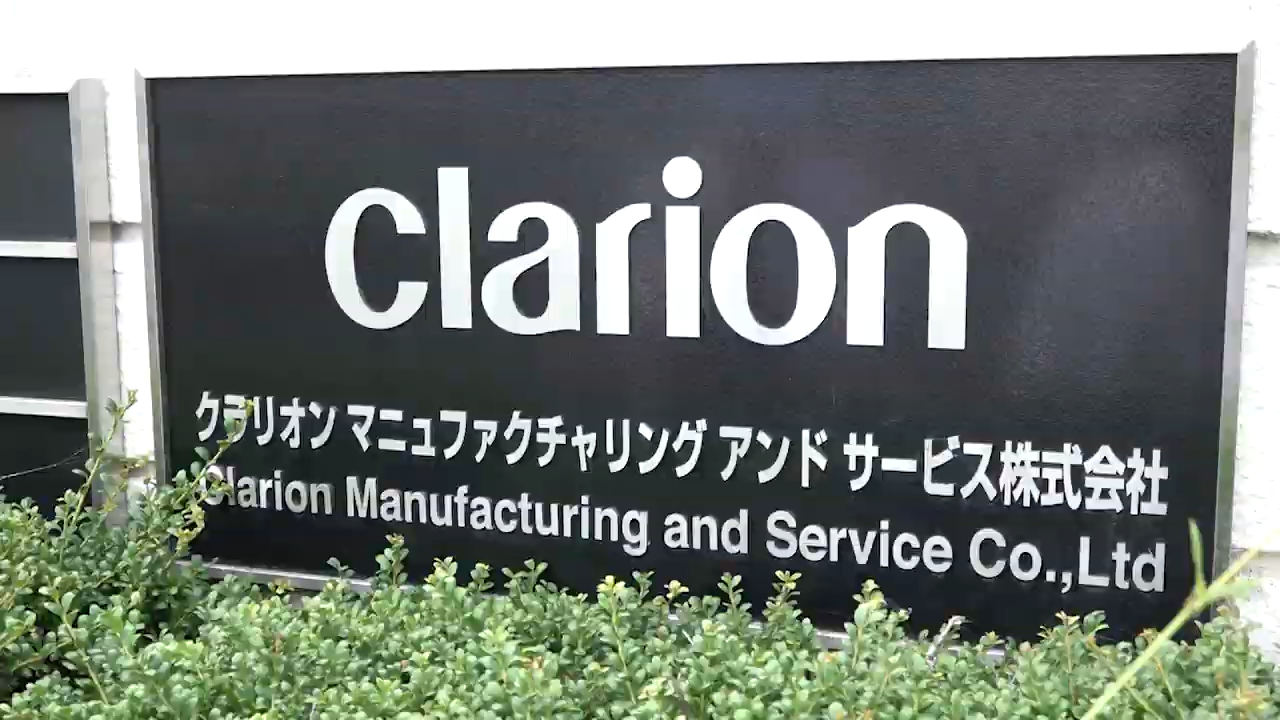 clarion
クラリオン マニュファクチャリング アンド サービス株式会社
Clarion Manufacturing and Service Co.,Ltd